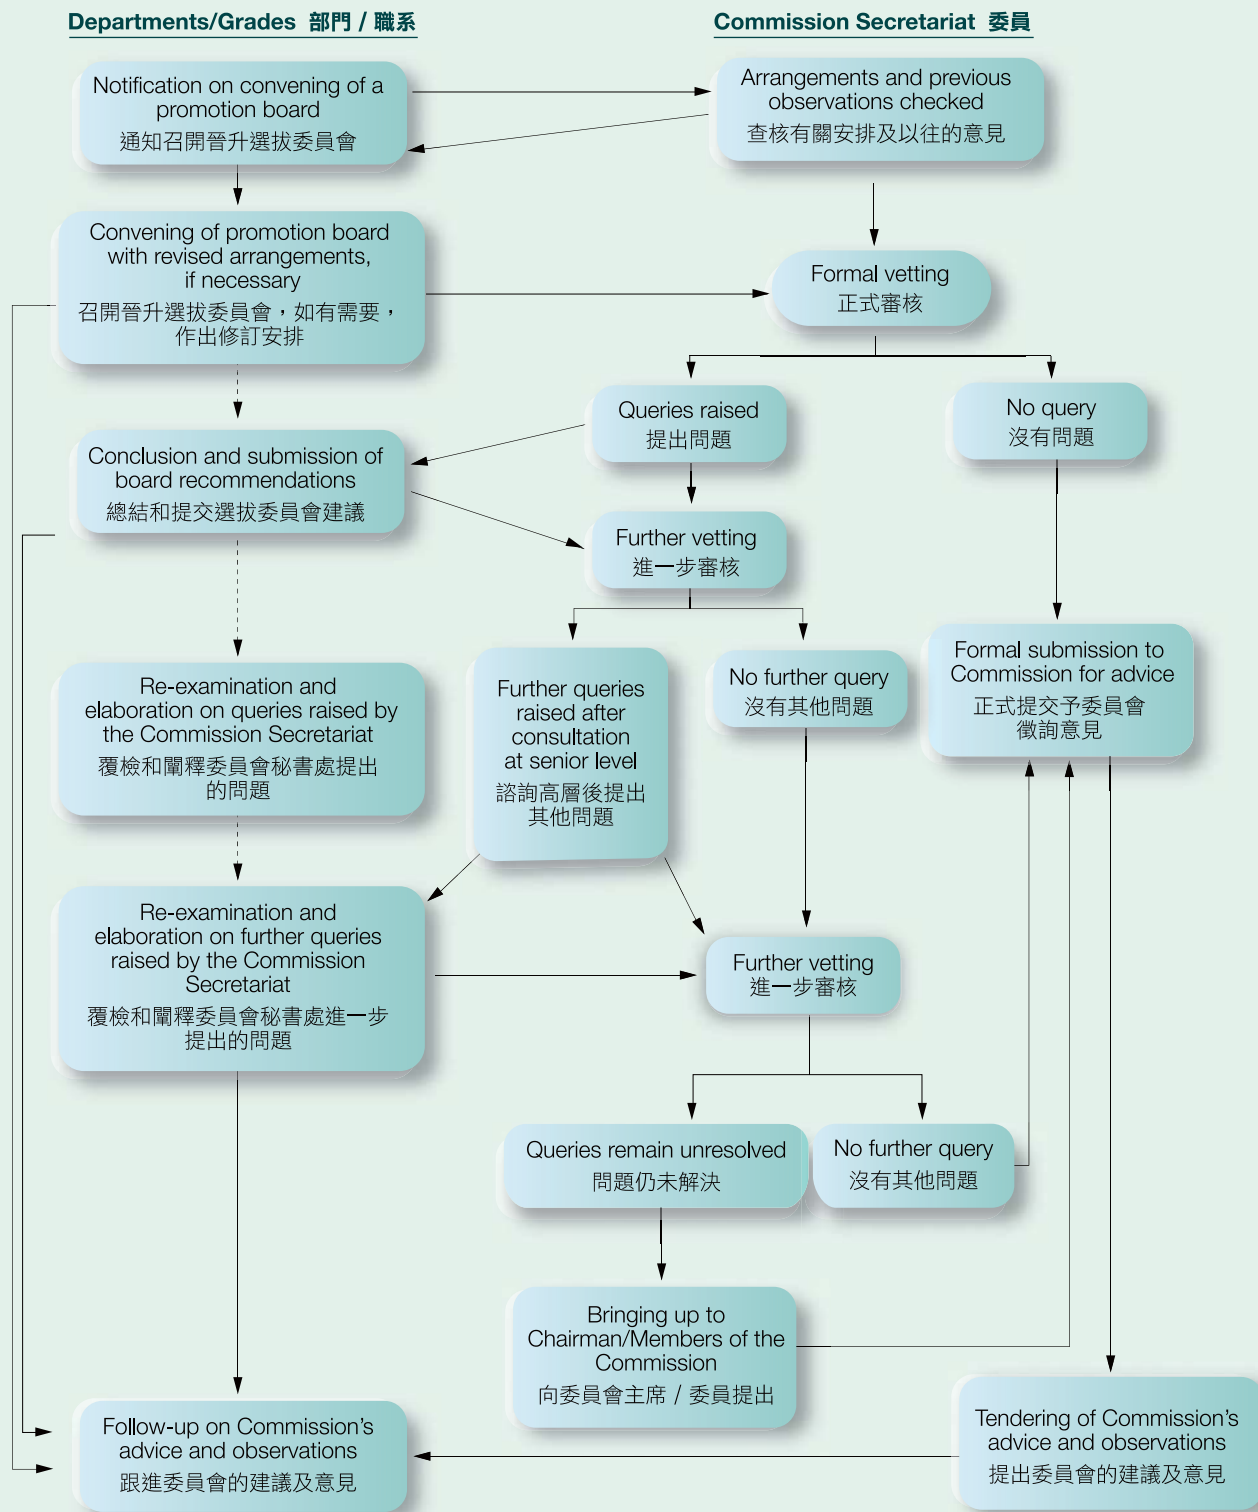 Departments/Grades 部門 / 職系
Commission Secretariat 委員
Notification on convening of a
promotion board
通知召開晉升選拔委員會
Arrangements and previous
observations checked
查核有關安排及以往的意見
Convening of promotion board
with revised arrangements,
if necessary
召開晉升選拔委員會，如有需要，
作出修訂安排
Formal vetting
正式審核
Queries raised
提出問題
No query
沒有問題
Conclusion and submission of
board recommendations
總結和提交選拔委員會建議
Further vetting
進一步審核
Re-examination and
elaboration on queries raised by
the Commission Secretariat
覆檢和闡釋委員會秘書處提出
的問題
Further queries
raised after
consultation
at senior level
諮詢高層後提出
其他問題
No further query
沒有其他問題
Formal submission to
Commission for advice
正式提交予委員會
徵詢意見
Re-examination and
elaboration on further queries
raised by the Commission
Secretariat
覆檢和闡釋委員會秘書處進一步
提出的問題
Further vetting
進一步審核
Queries remain unresolved
問題仍未解決
No further query
沒有其他問題
Bringing up to
Chairman/Members of the
Commission
向委員會主席 / 委員提出
Follow-up on Commission's
advice and observations
跟進委員會的建議及意見
Tendering of Commission's
advice and observations
提出委員會的建議及意見